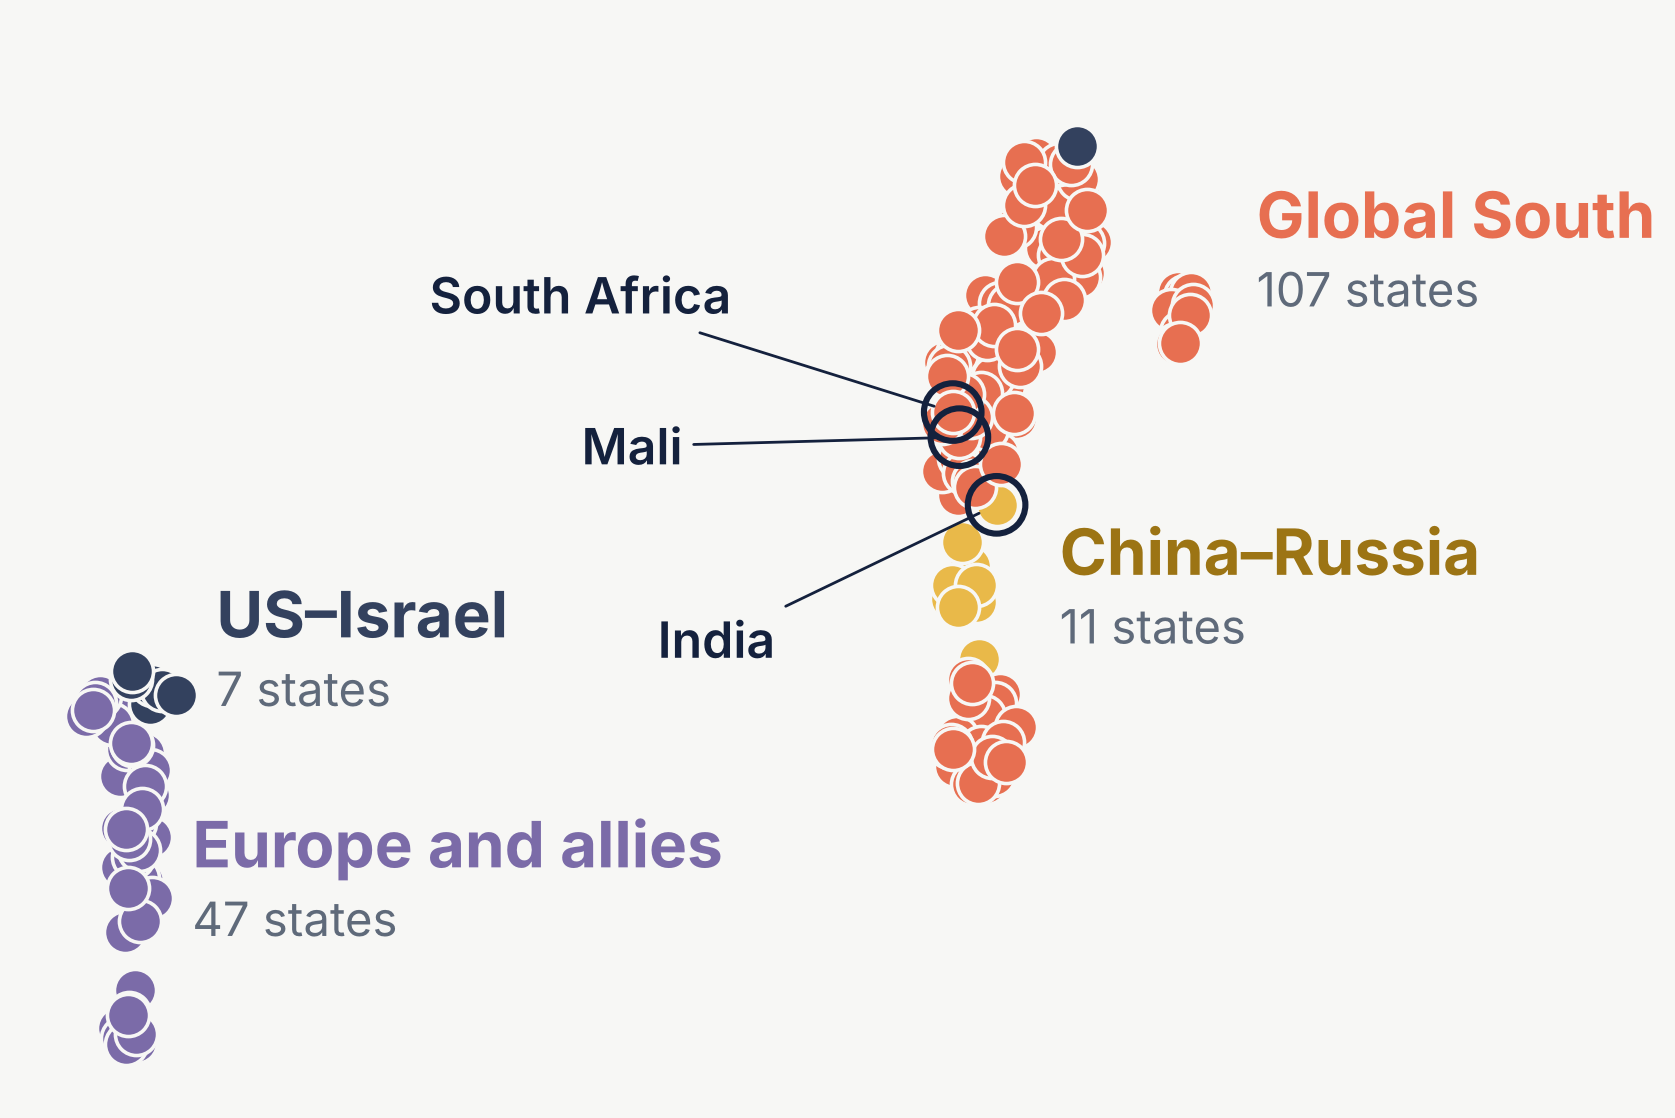 Global South
107 states
South Africa
Mali
China–Russia
11 states
US–Israel
7 states
India
Europe and allies
47 states